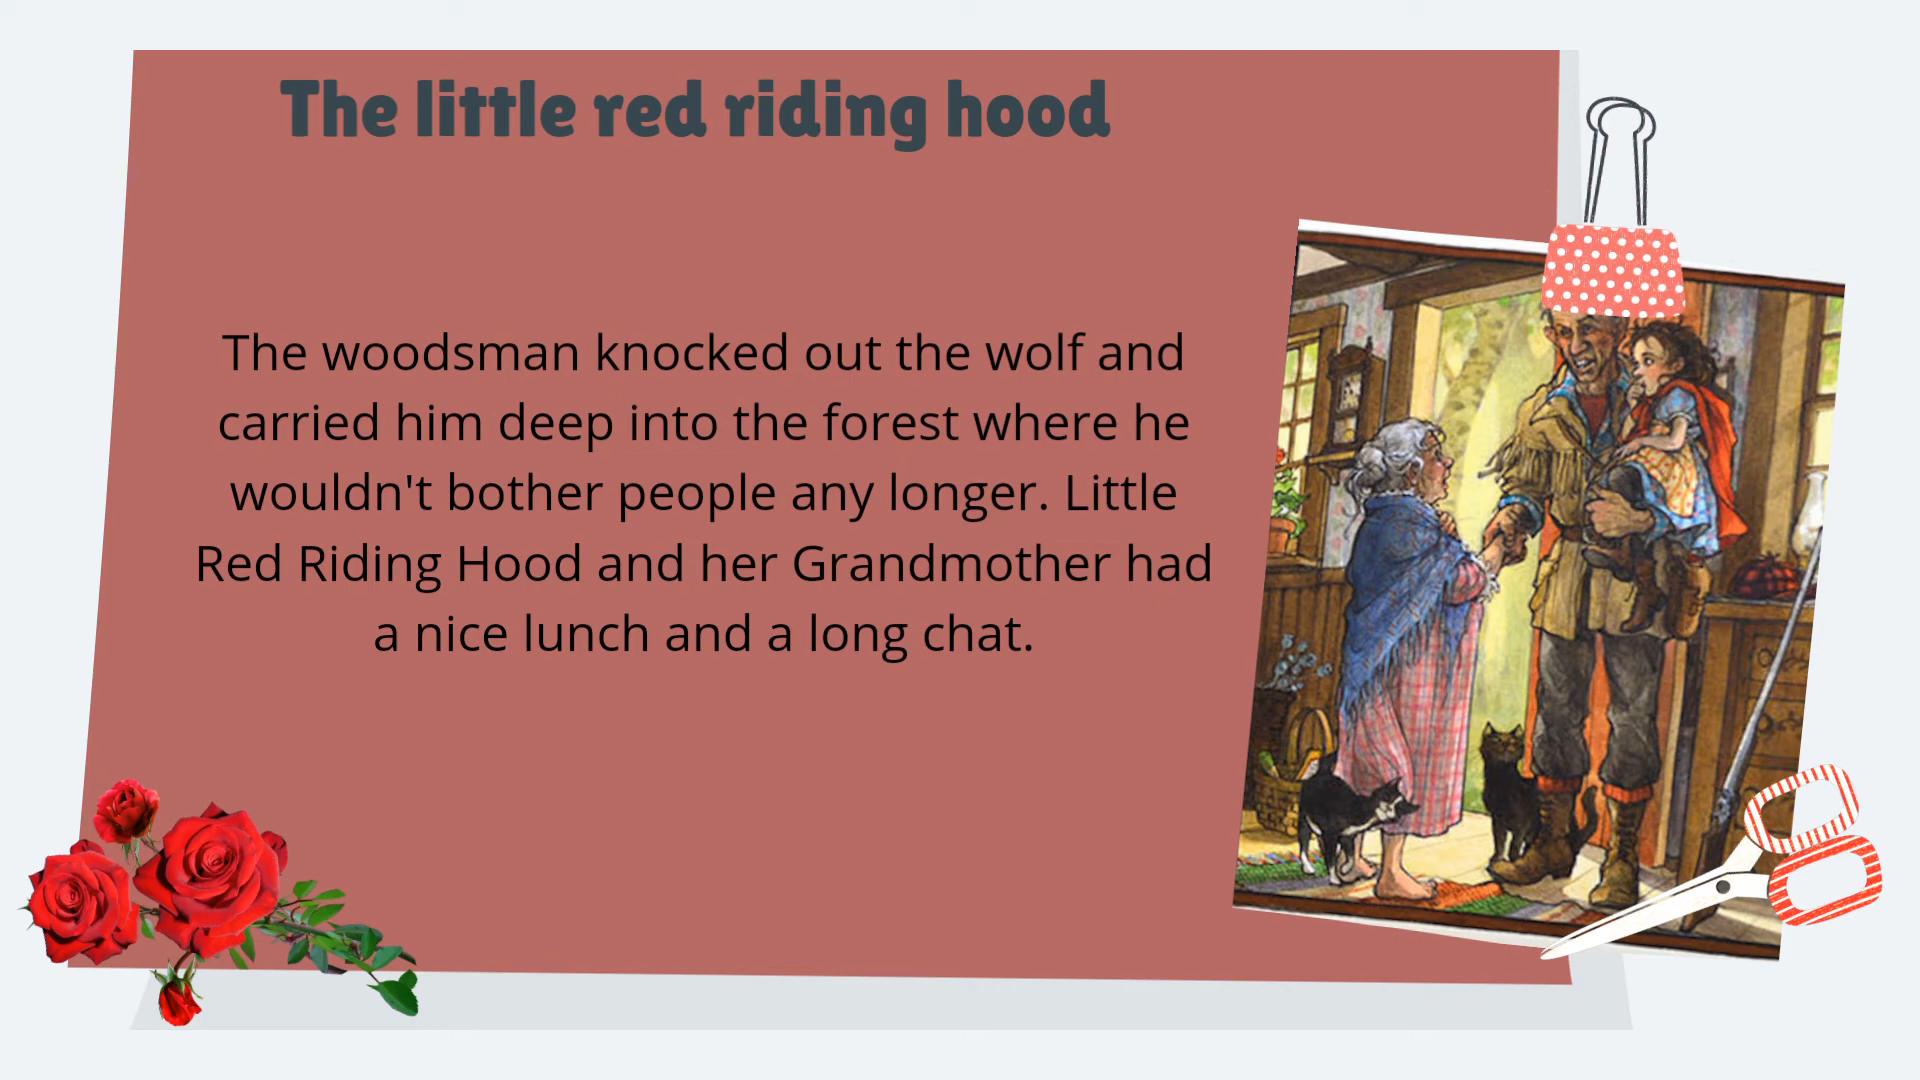 The little red riding hood
The woodsman knocked out the wolf and
carried him deep into the forest where he
wouldn't bother people any longer. Little
Red Riding Hood and her Grandmother had
a nice lunch and a long chat.